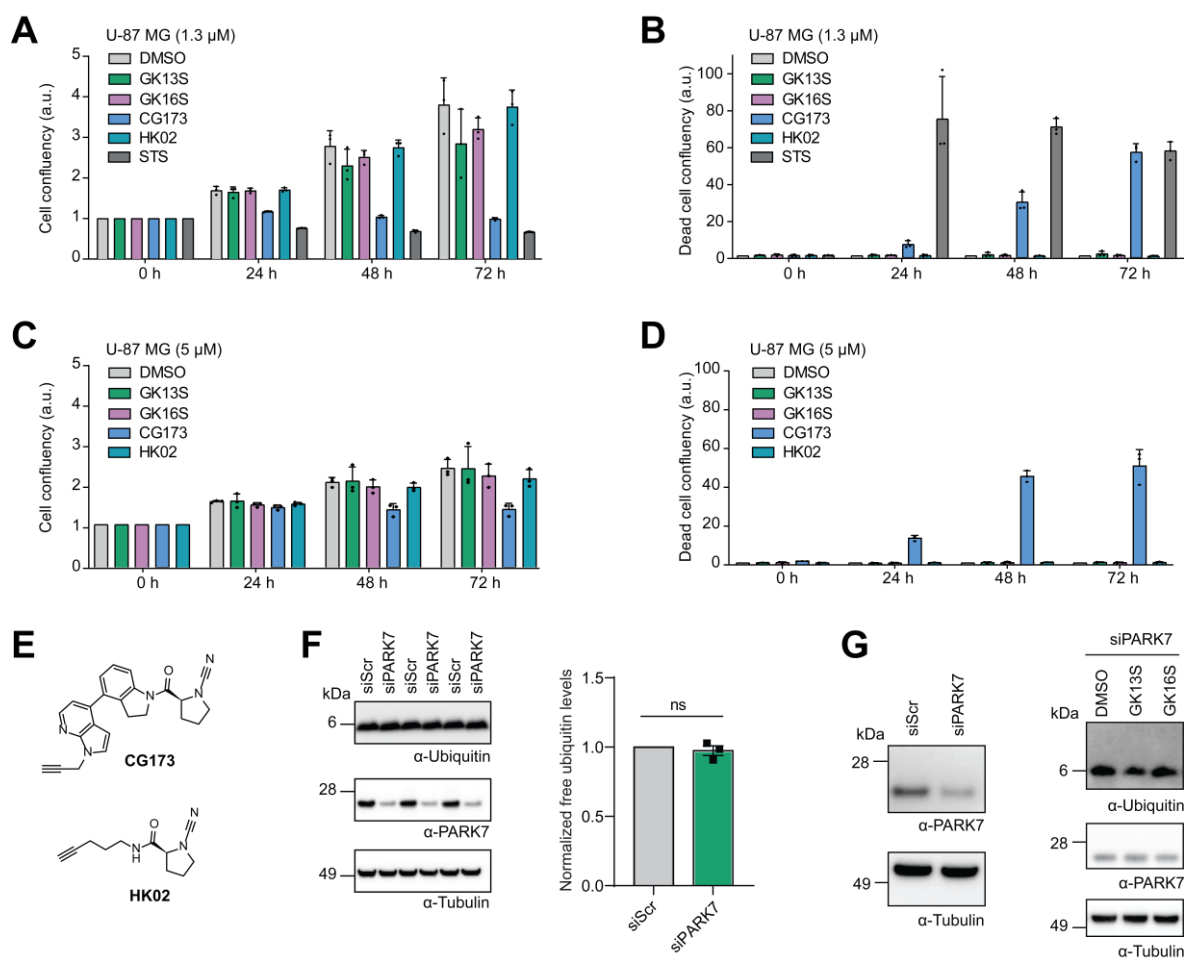 A
U-87 MG (1.3 µM)
DMSO
GK13S
GK16S
CG173
HK02
STS
Cell confluency (a.u.)
5
4
3
2
1
0
0 h
24 h
48 h
72 h
B
U-87 MG (1.3 µM)
DMSO
GK13S
GK16S
CG173
HK02
STS
Dead cell confluency (a.u.)
100
80
60
40
20
0
0 h
24 h
48 h
72 h
C
U-87 MG (5 µM)
DMSO
GK13S
GK16S
CG173
HK02
Cell confluency (a.u.)
5
4
3
2
1
0
0 h
24 h
48 h
72 h
D
U-87 MG (5 µM)
DMSO
GK13S
GK16S
CG173
HK02
Dead cell confluency (a.u.)
100
80
60
40
20
0
0 h
24 h
48 h
72 h
E
N
O
N
N
N
N
CG173
N
O
N
H
N
HK02
F
siScr
siPARK7
siScr
siPARK7
siScr
siPARK7
kDa
6
α-Ubiquitin
28
α-PARK7
49
α-Tubulin
Normalized free ubiquitin levels
1.5
1.0
0.5
0.0
ns
siScr
siPARK7
G
siScr
siPARK7
kDa
28
α-PARK7
49
α-Tubulin
siPARK7
DMSO
GK13S
GK16S
kDa
6
α-Ubiquitin
28
α-PARK7
49
α-Tubulin